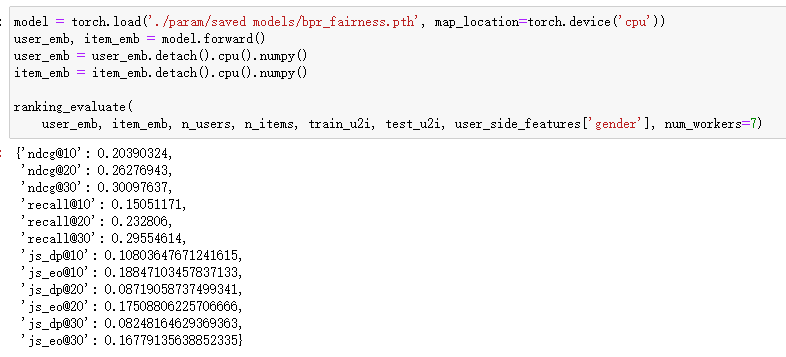 model = torch.load('./param/saved models/bpr_fairness.pth', map_location=torch.device('cpu'))
user_emb, item_emb = model.forward()
user_emb = user_emb.detach().cpu().numpy()
item_emb = item_emb.detach().cpu().numpy()
ranking_evaluate(
    user_emb, item_emb, n_users, n_items, train_u2i, test_u2i, user_side_features['gender'], num_workers=7)
{'ndcg@10': 0.20390324,
 'ndcg@20': 0.26276943,
 'ndcg@30': 0.30097637,
 'recall@10': 0.15051171,
 'recall@20': 0.232806,
 'recall@30': 0.29554614,
 'js_dp@10': 0.10803647671241615,
 'js_eo@10': 0.18847103457837133,
 'js_dp@20': 0.08719058737499341,
 'js_eo@20': 0.17508806225706666,
 'js_dp@30': 0.08248164629369363,
 'js_eo@30': 0.16779135638852335}